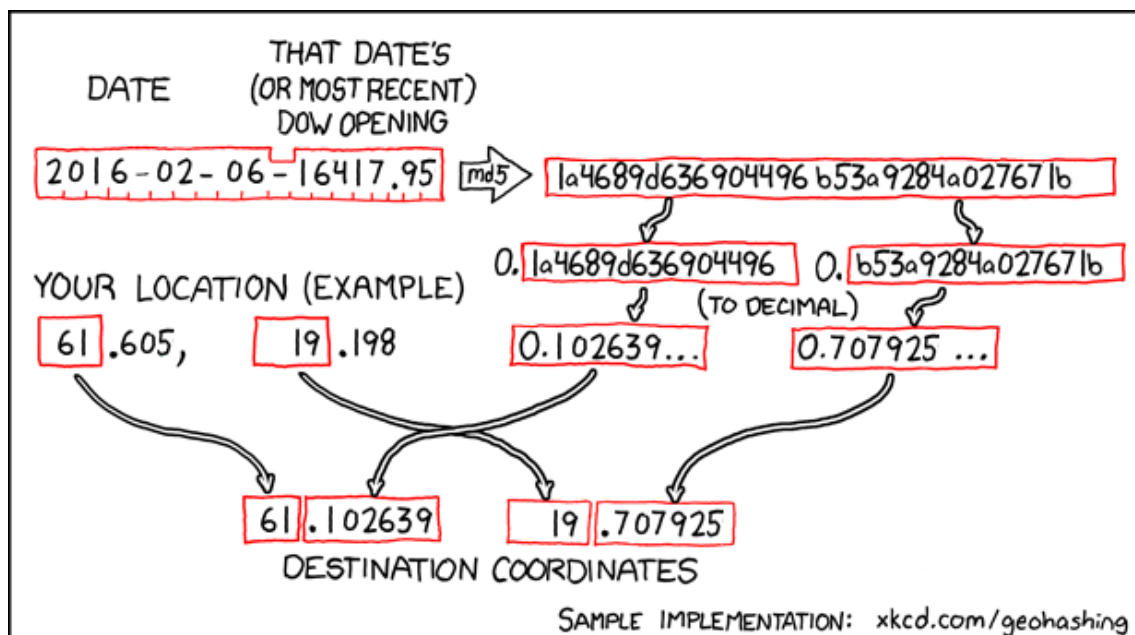 THAT DATE'S
DATE (OR MOST RECENT)
DOW OPENING
2016-02-06-16417.95 md5 1a4689d636904496b53a9284a027671b
0.1a4689d636904496 0.b53a9284a027671b
YOUR LOCATION (EXAMPLE) (TO DECIMAL)
61.605, 19.198 0.102639... 0.707925...
61.102639 19.707925
DESTINATION COORDINATES
SAMPLE IMPLEMENTATION: xkcd.com/geohashing